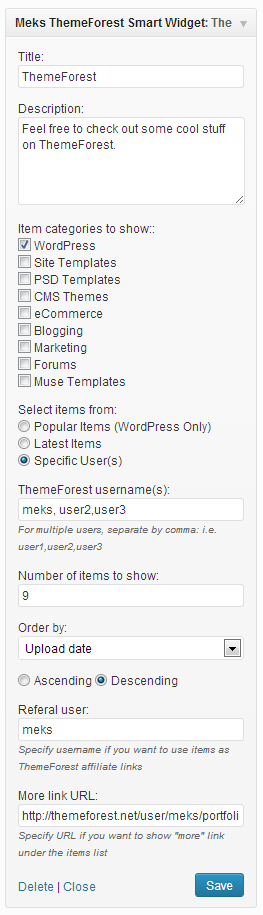 Meks ThemeForest Smart Widget: The
Title:
ThemeForest
Description:
Feel free to check out some cool stuff
on ThemeForest.
Item categories to show::
WordPress
Site Templates
PSD Templates
CMS Themes
eCommerce
Blogging
Marketing
Forums
Muse Templates
Select items from:
Popular Items (WordPress Only)
Latest Items
Specific User(s)
ThemeForest username(s):
meks, user2,user3
For multiple users, separate by comma: i.e.
user1,user2,user3
Number of items to show:
9
Order by:
Upload date
Ascending Descending
Referal user:
meks
Specify username if you want to use items as
ThemeForest affiliate links
More link URL:
http://themeforest.net/user/meks/portfoli
Specify URL if you want to show "more" link
under the items list
Delete | Close Save